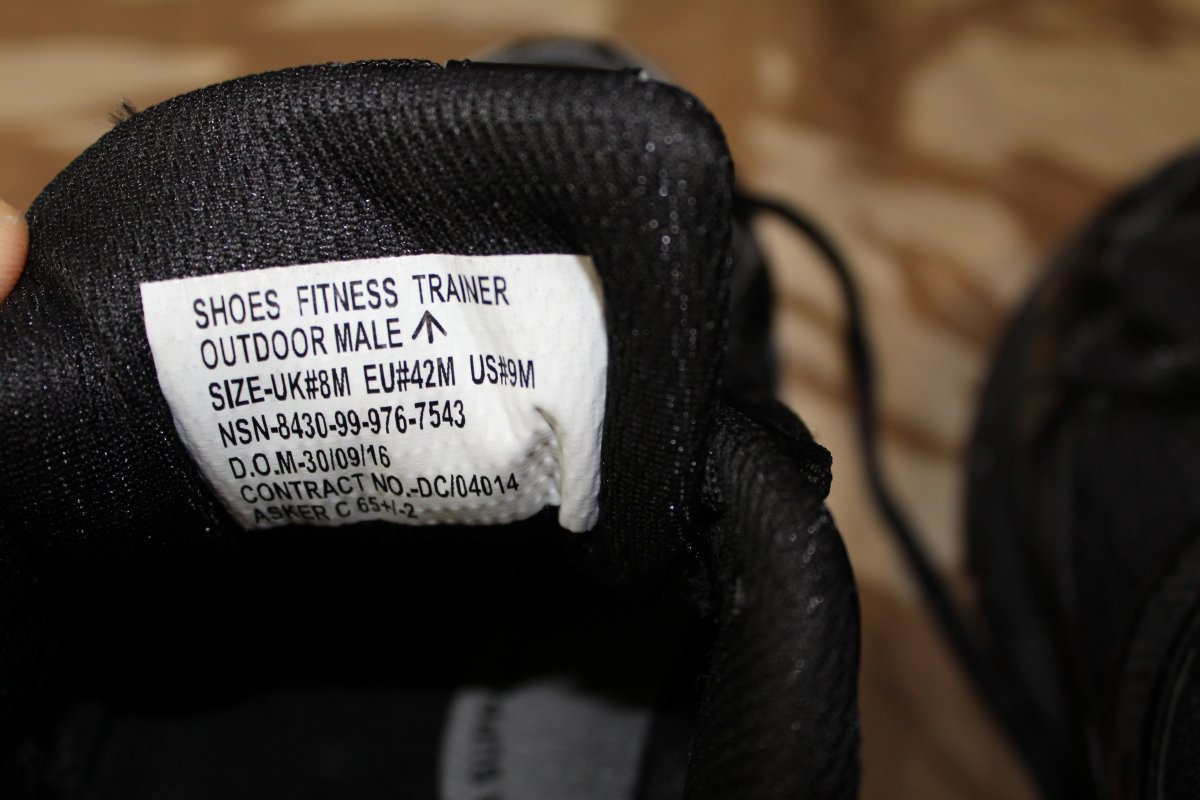 SHOES FITNESS TRAINER
OUTDOOR MALE ↑
SIZE-UK#8M EU#42M US#9M
NSN-8430-99-976-7543
D.O.M-30/09/16
CONTRACT NO.-DC/04014
ASKER C 65+/-2